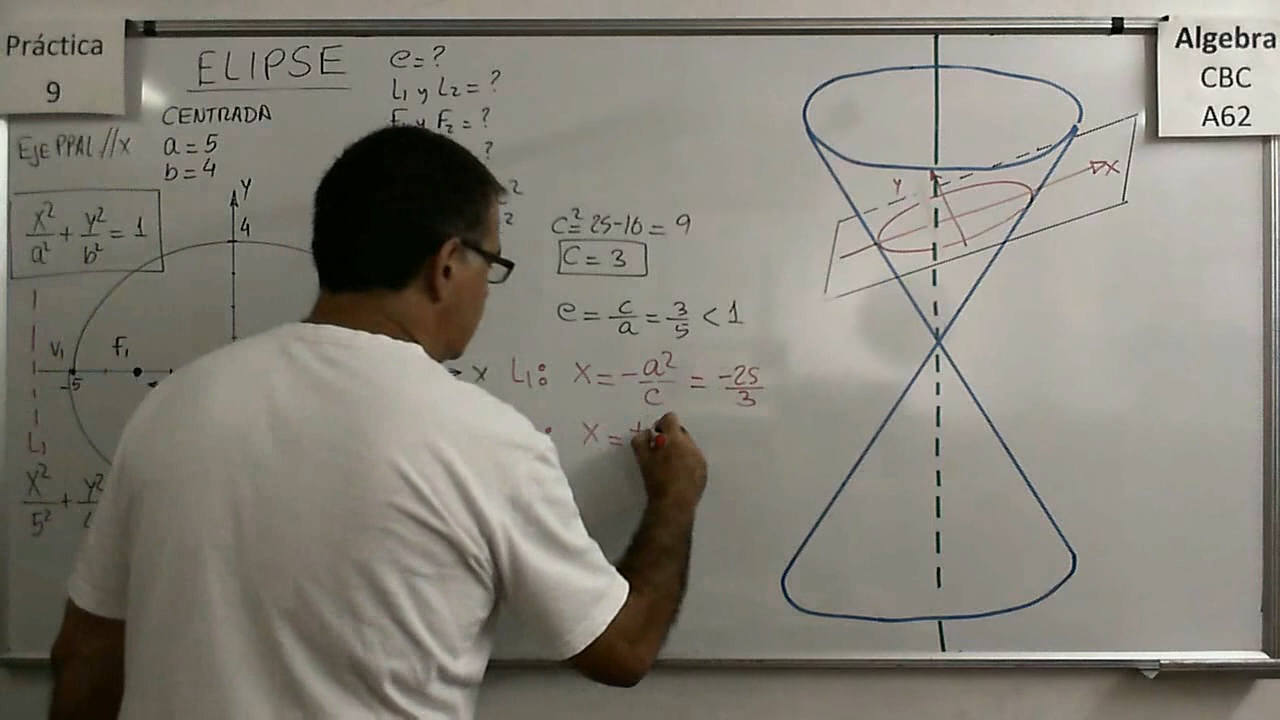 Práctica
9
Algebra
CBC
A62
ELIPSE
CENTRADA
Eje PPAL // x
a = 5
b = 4
x²/a² + y²/b² = 1
e = ?
L₁ y L₂ = ?
F₂ = ?
?
2
2
y
4
V₁
f₁
-5
x
L₁
x²/5² + y²/
c² = 25 - 16 = 9
C = 3
e = c/a = 3/5 < 1
L₁: x = -a²/c = -25/3
: x = +
y
x